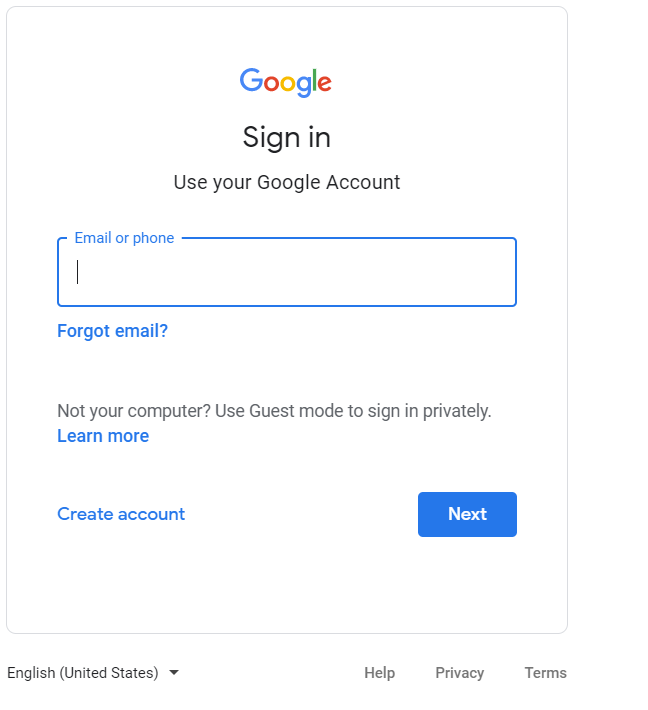 Google
Sign in
Use your Google Account
Email or phone
Forgot email?
Not your computer? Use Guest mode to sign in privately.
Learn more
Create account
Next
English (United States)
Help
Privacy
Terms